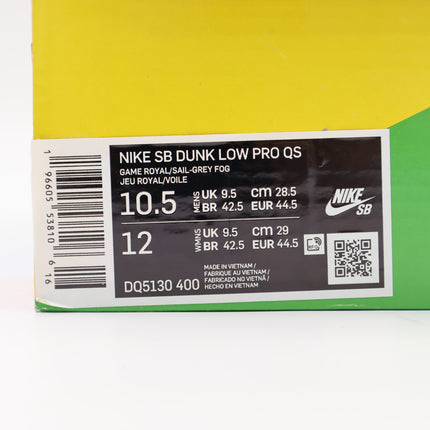 NIKE SB DUNK LOW PRO QS
GAME ROYAL/SAIL-GREY FOG
JEU ROYAL/VOILE
10.5 MENS UK 9.5 CM 28.5
BR 42.5 EUR 44.5
12 WMNS UK 9.5 CM 29
BR 42.5 EUR 44.5
NIKE
SB
MADE IN VIETNAM/
FABRIQUE AU VIETNAM/
FABRICADO NO VIETNÃ/
HECHO EN VIETNAM
DQ5130 400
1 96605 53810 6 16